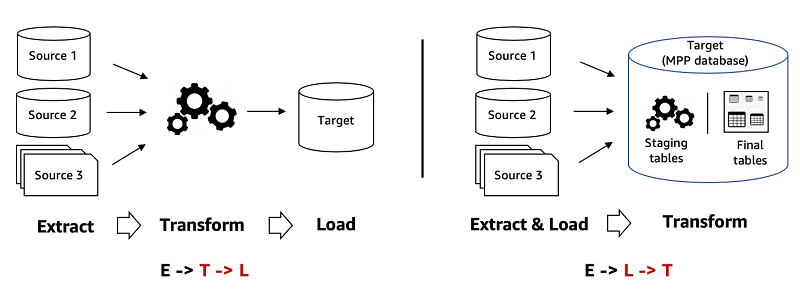 Source 1
Source 2
Source 3
Target
Extract
Transform
Load
E -> T -> L
Source 1
Source 2
Source 3
Target
(MPP database)
Staging
tables
Final
tables
Extract & Load
Transform
E -> L -> T